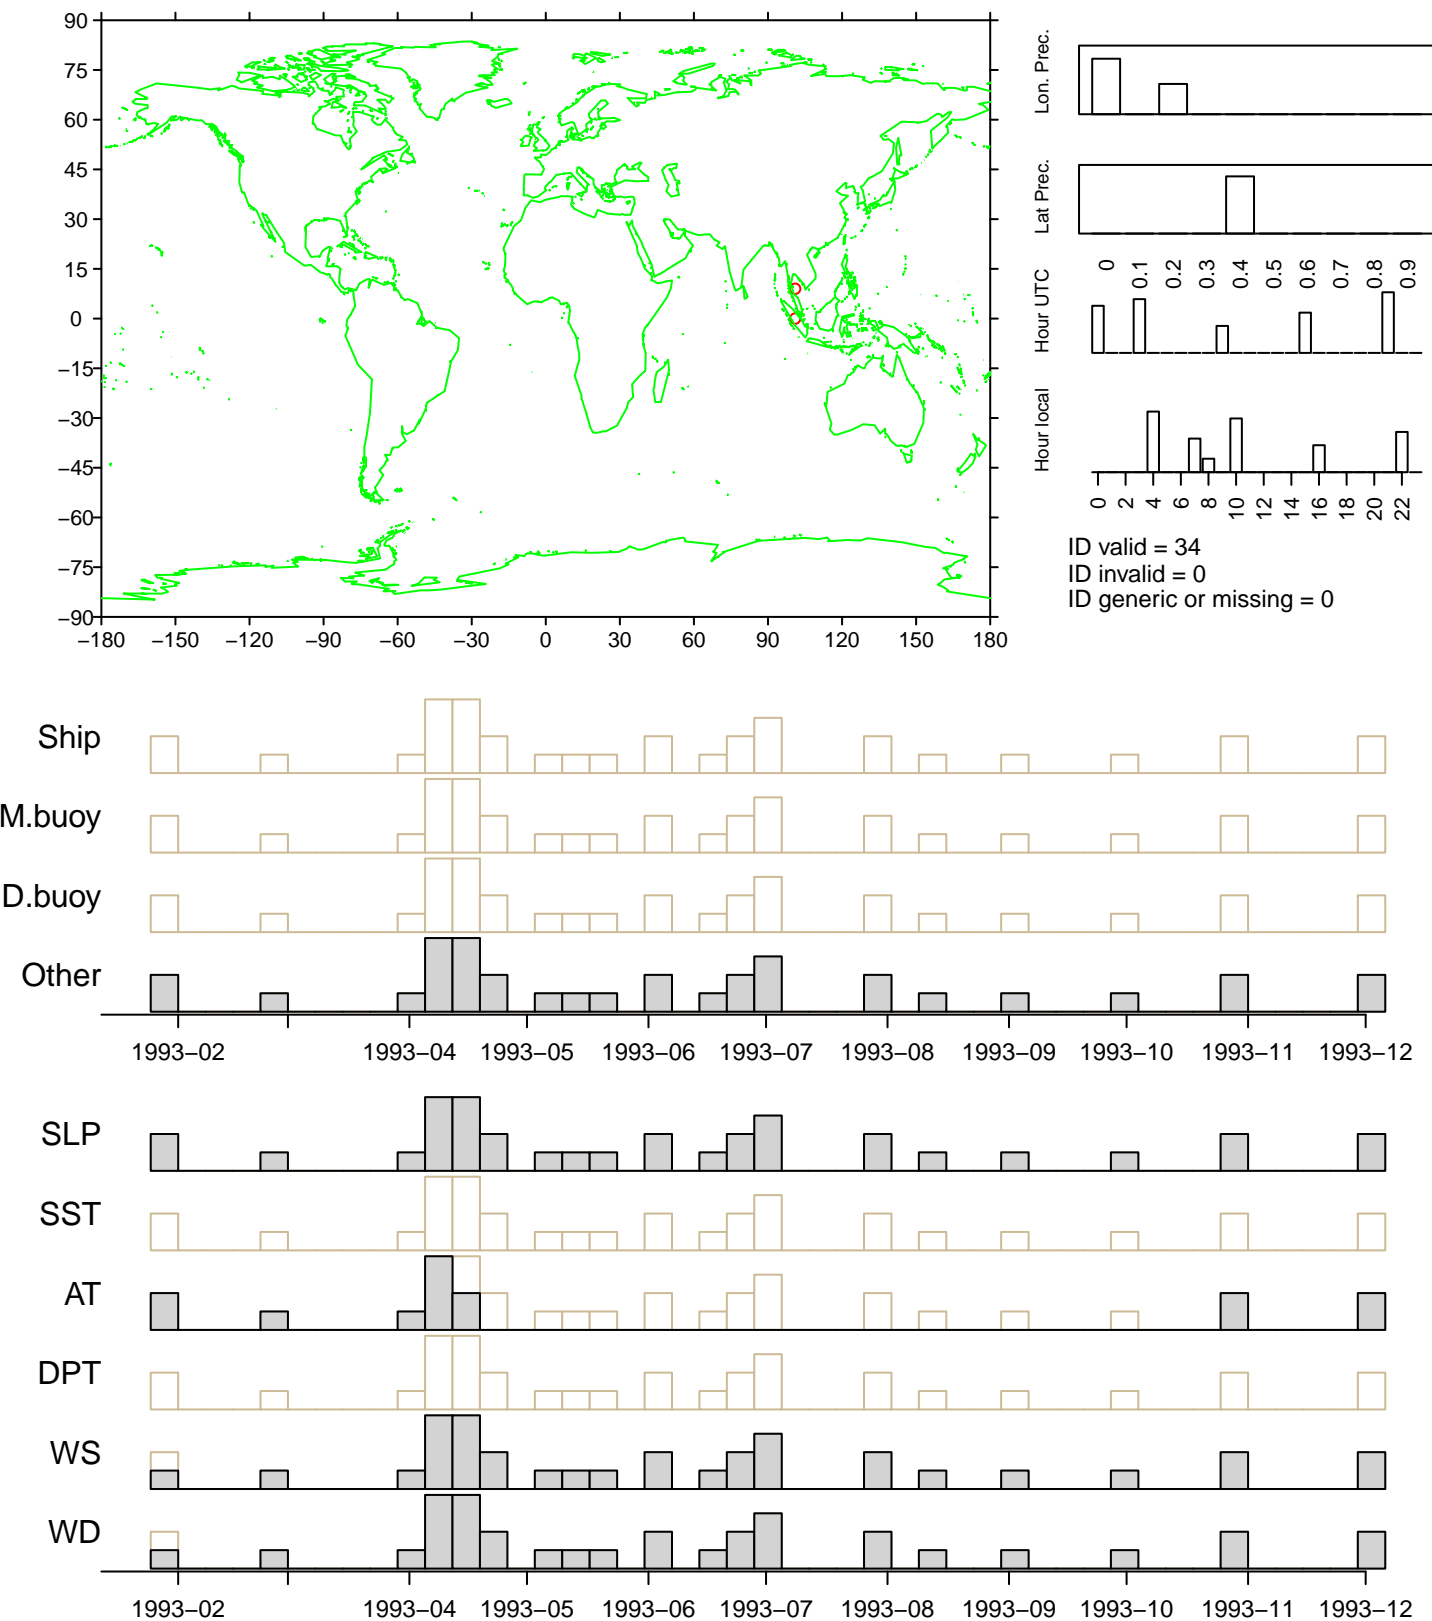 90
75
60
45
30
15
0
−15
−30
−45
−60
−75
−90
−180 −150 −120 −90 −60 −30 0 30 60 90 120 150 180
Lon. Prec.
Lat Prec.
0 0.1 0.2 0.3 0.4 0.5 0.6 0.7 0.8 0.9
Hour UTC
Hour local
0 2 4 6 8 10 12 14 16 18 20 22
ID valid = 34
ID invalid = 0
ID generic or missing = 0
Ship
M.buoy
D.buoy
Other
1993−02 1993−04 1993−05 1993−06 1993−07 1993−08 1993−09 1993−10 1993−11 1993−12
SLP
SST
AT
DPT
WS
WD
1993−02 1993−04 1993−05 1993−06 1993−07 1993−08 1993−09 1993−10 1993−11 1993−12